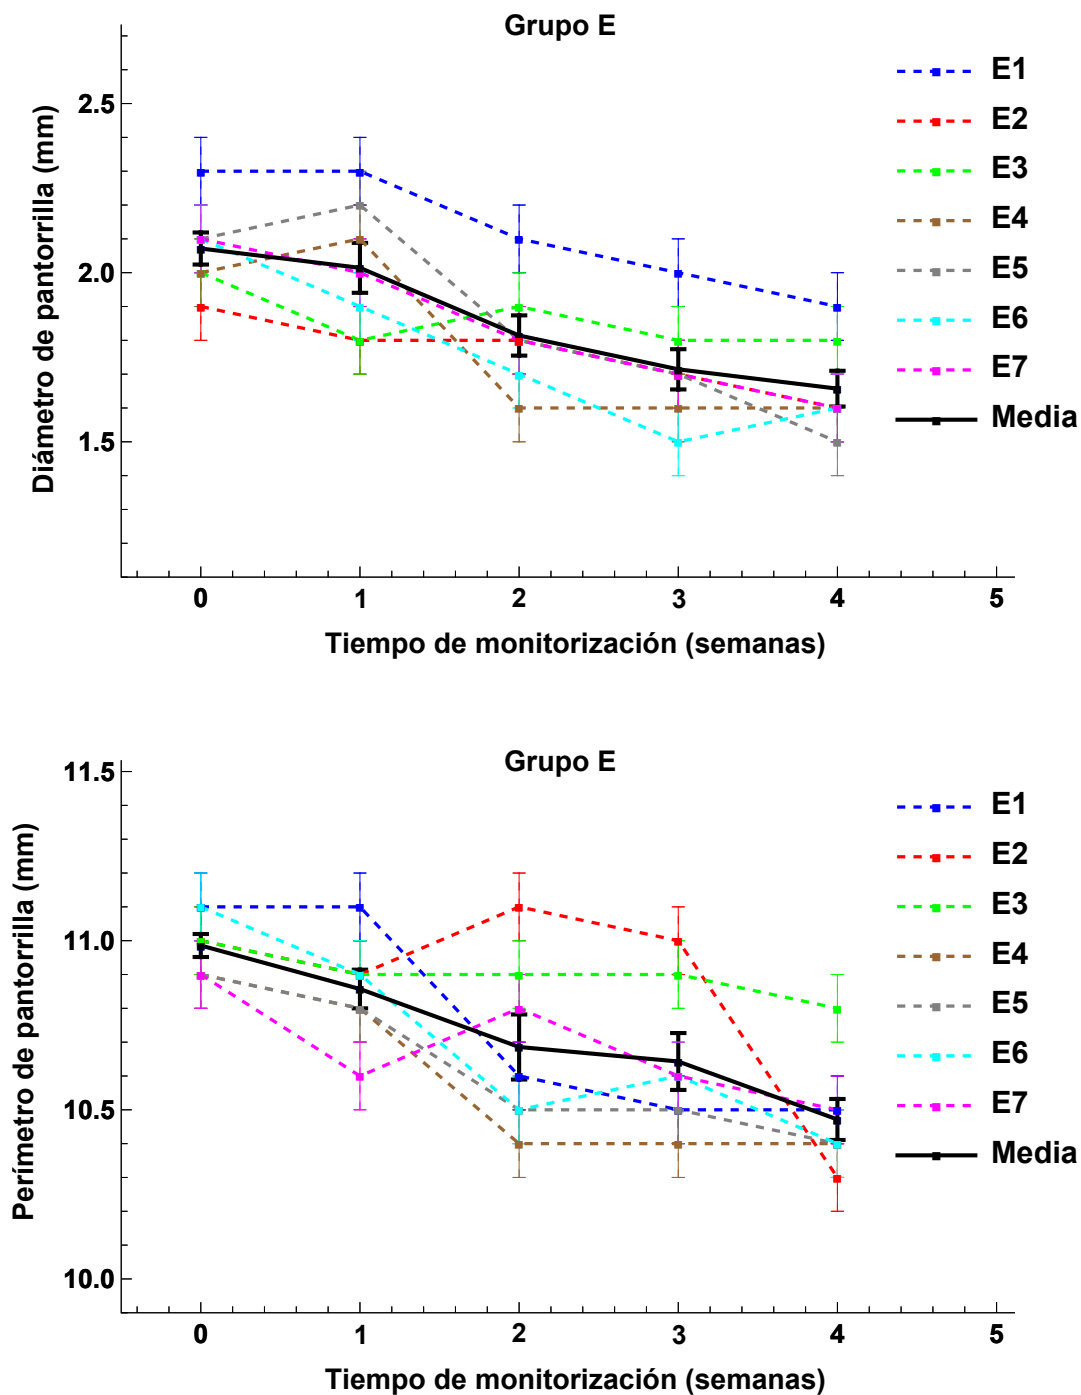 Grupo E
Diámetro de pantorrilla (mm)
2.5
2.0
1.5
0 1 2 3 4 5
Tiempo de monitorización (semanas)
E1
E2
E3
E4
E5
E6
E7
Media
Grupo E
Perímetro de pantorrilla (mm)
11.5
11.0
10.5
10.0
0 1 2 3 4 5
Tiempo de monitorización (semanas)
E1
E2
E3
E4
E5
E6
E7
Media